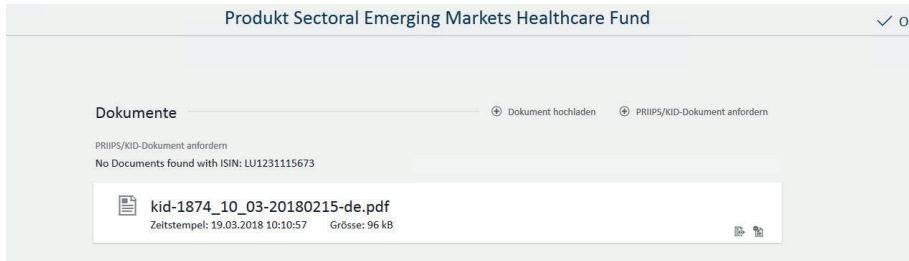 Produkt Sectoral Emerging Markets Healthcare Fund
Dokumente
Dokument hochladen
PRIIPS/KID-Dokument anfordern
PRIIPS/KID-Dokument anfordern
No Documents found with ISIN: LU1231115673
kid-1874_10_03-20180215-de.pdf
Zeitstempel: 19.03.2018 10:10:57 Grösse: 96 kB